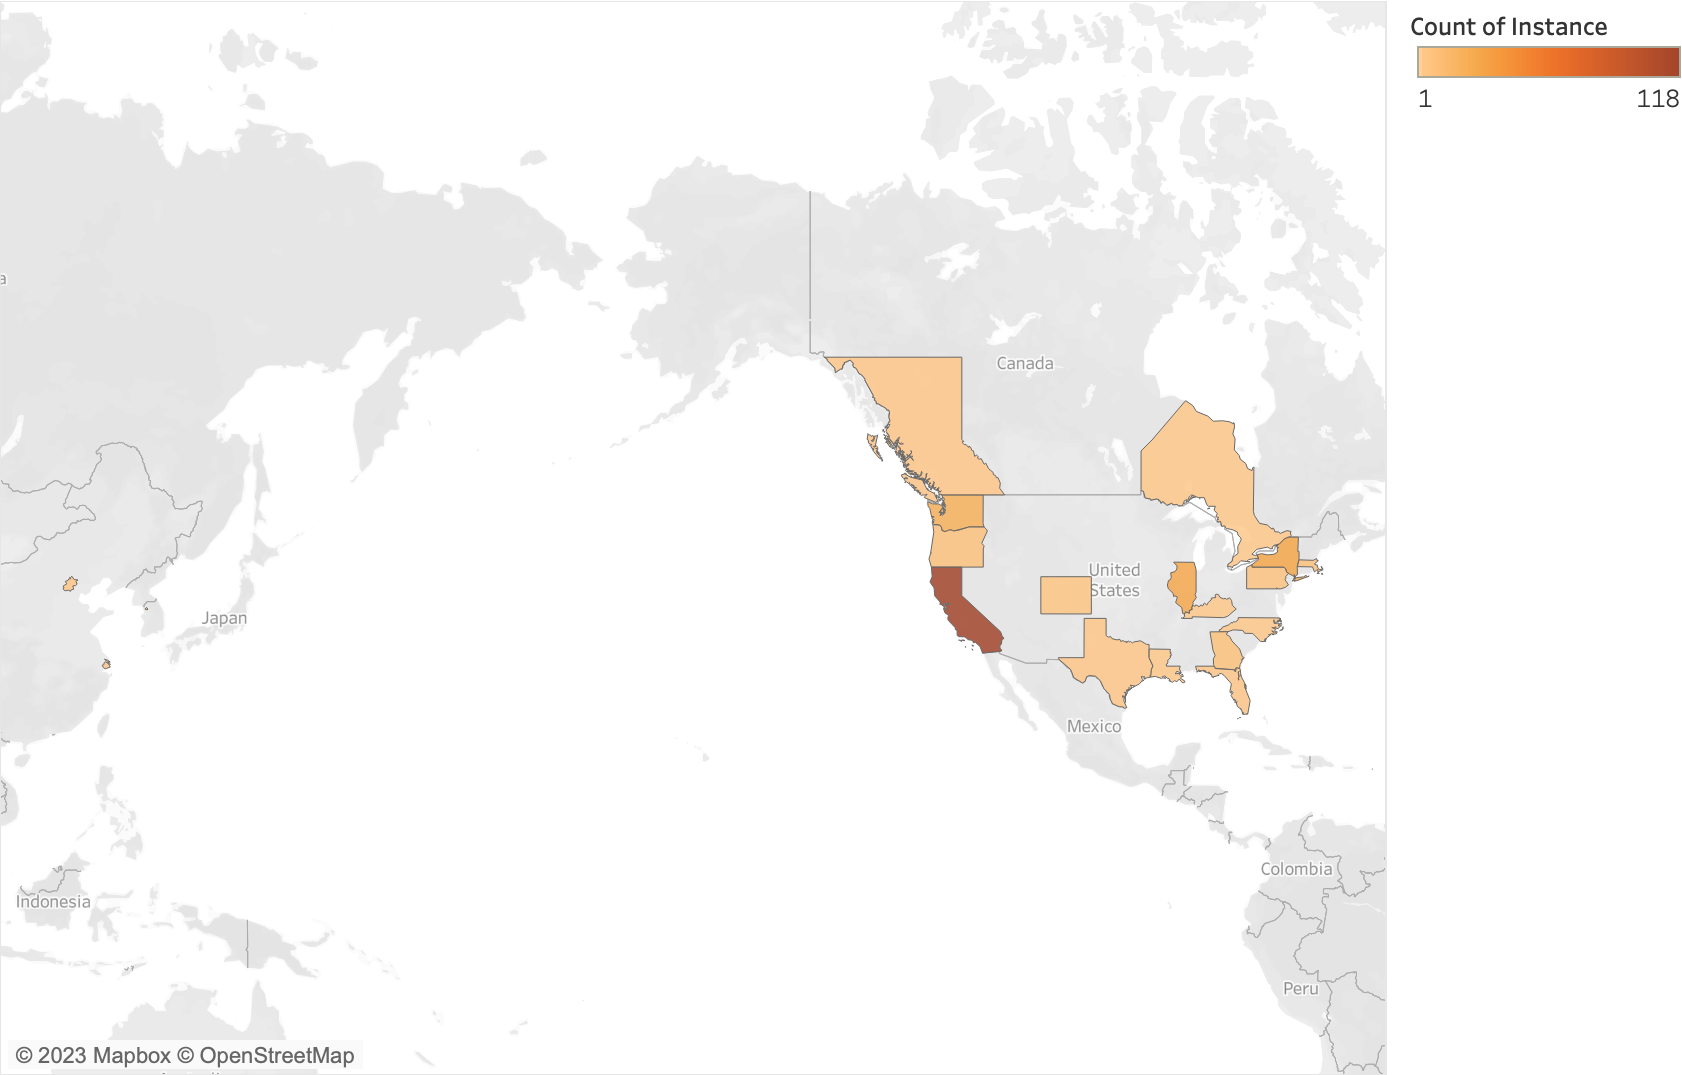 Count of Instance
1 118
a
Canada
United
States
Japan
Mexico
Colombia
Indonesia
Peru
© 2023 Mapbox © OpenStreetMap